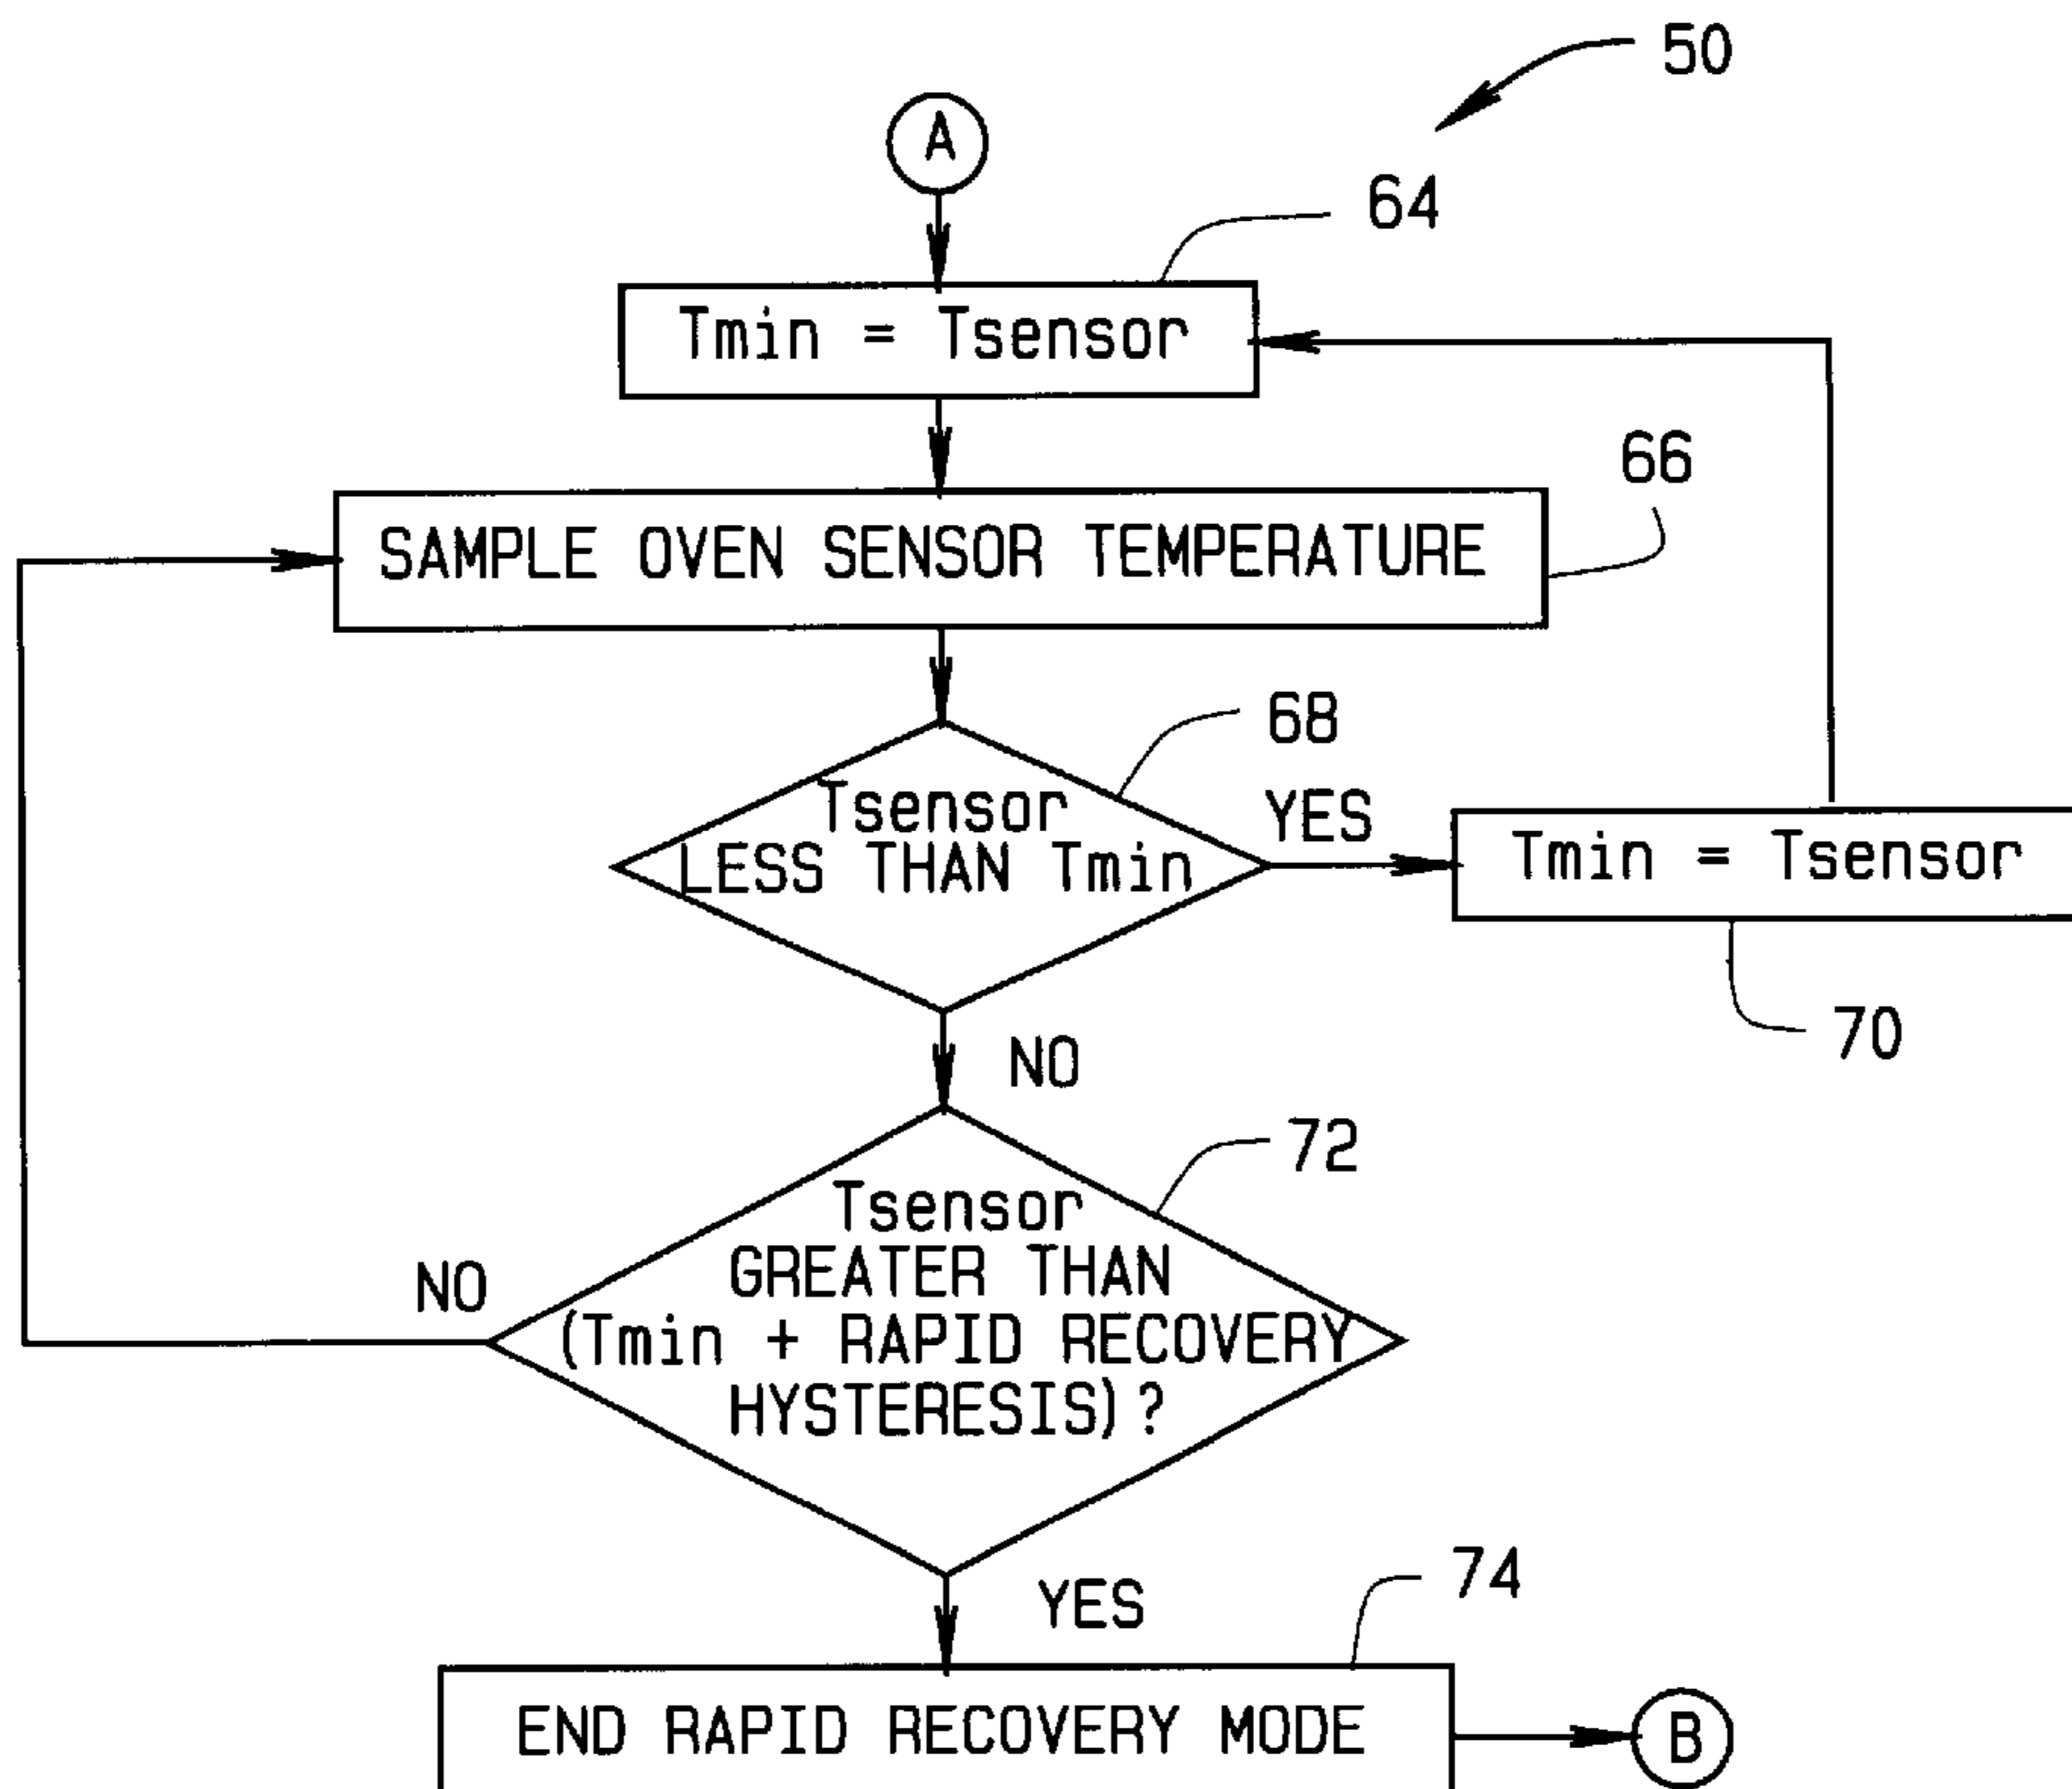 50
A
64
Tmin = Tsensor
66
SAMPLE OVEN SENSOR TEMPERATURE
68
Tsensor
LESS THAN Tmin
YES
Tmin = Tsensor
70
NO
72
Tsensor
GREATER THAN
(Tmin + RAPID RECOVERY
HYSTERESIS)?
NO
YES
74
END RAPID RECOVERY MODE
B